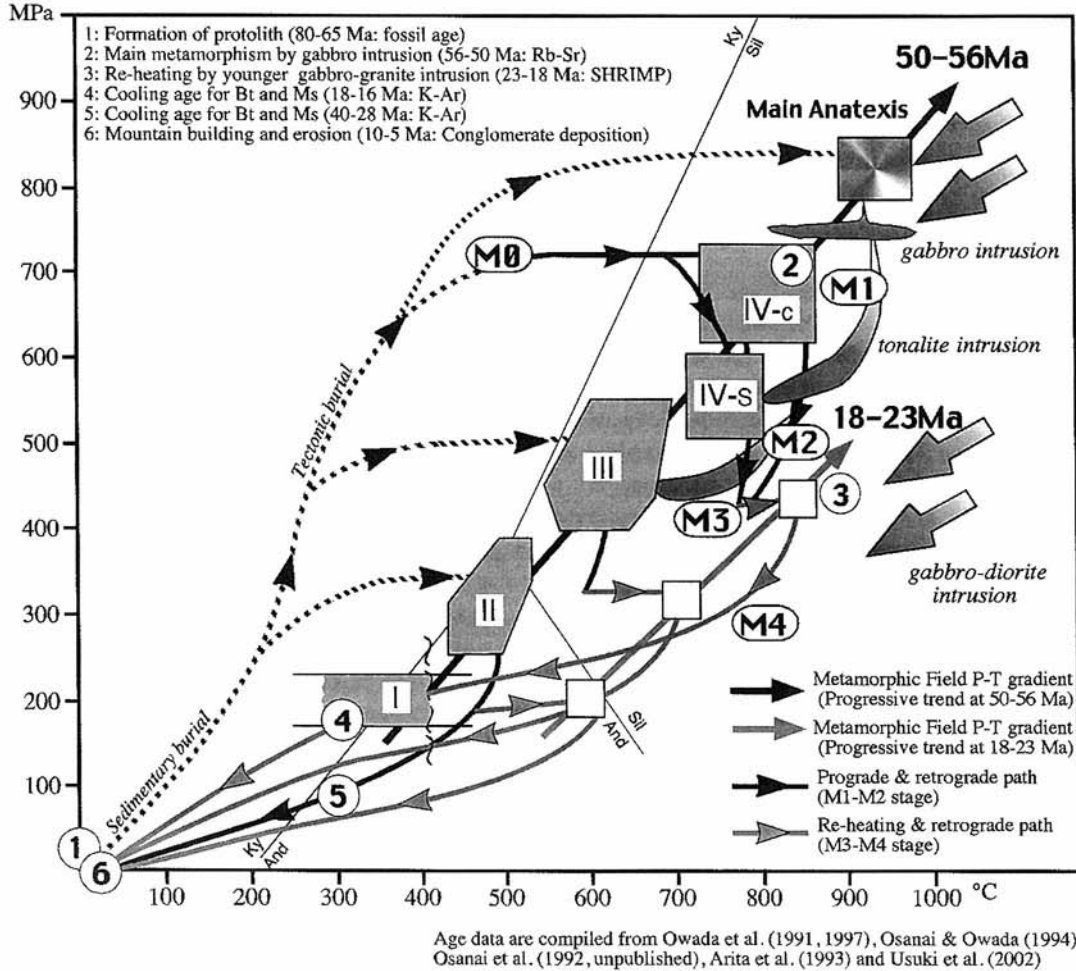 MPa
1: Formation of protolith (80-65 Ma: fossil age)
2: Main metamorphism by gabbro intrusion (56-50 Ma: Rb-Sr)
3: Re-heating by younger gabbro-granite intrusion (23-18 Ma: SHRIMP)
4: Cooling age for Bt and Ms (18-16 Ma: K-Ar)
5: Cooling age for Bt and Ms (40-28 Ma: K-Ar)
6: Mountain building and erosion (10-5 Ma: Conglomerate deposition)
Ky
Sil
50–56Ma
Main Anatexis
900
800
700
600
500
400
300
200
100
0
M0
2
IV-c
M1
gabbro intrusion
tonalite intrusion
IV-S
18–23Ma
M2
III
M3
3
gabbro-diorite
intrusion
II
M4
I
4
5
Tectonic burial
Sedimentary burial
1
6
Ky
And
Sil
And
Metamorphic Field P-T gradient
(Progressive trend at 50-56 Ma)
Metamorphic Field P-T gradient
(Progressive trend at 18-23 Ma)
Prograde & retrograde path
(M1-M2 stage)
Re-heating & retrograde path
(M3-M4 stage)
100 200 300 400 500 600 700 800 900 1000 °C
Age data are compiled from Owada et al. (1991, 1997), Osanai & Owada (1994)
Osanai et al. (1992, unpublished), Arita et al. (1993) and Usuki et al. (2002)